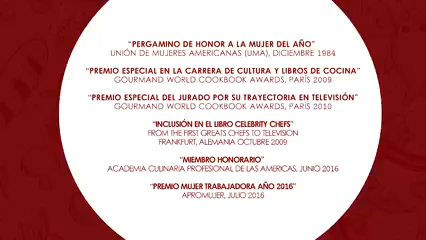 “PERGAMINO DE HONOR A LA MUJER DEL AÑO”
UNIÓN DE MUJERES AMERICANAS (UMA), DICIEMBRE 1984
“PREMIO ESPECIAL EN LA CARRERA DE CULTURA Y LIBROS DE COCINA”
GOURMAND WORLD COOKBOOK AWARDS, PARÍS 2009
“PREMIO ESPECIAL DEL JURADO POR SU TRAYECTORIA EN TELEVISIÓN”
GOURMAND WORLD COOKBOOK AWARDS, PARÍS 2010
“INCLUSIÓN EN EL LIBRO CELEBRITY CHEFS”
FROM THE FIRST GREATS CHEFS TO TELEVISION
FRANKFURT, ALEMANIA OCTUBRE 2009
“MIEMBRO HONORARIO”
ACADEMIA CULINARIA PROFESIONAL DE LAS AMERICAS, JUNIO 2016
“PREMIO MUJER TRABAJADORA AÑO 2016”
APROMUJER, JULIO 2016